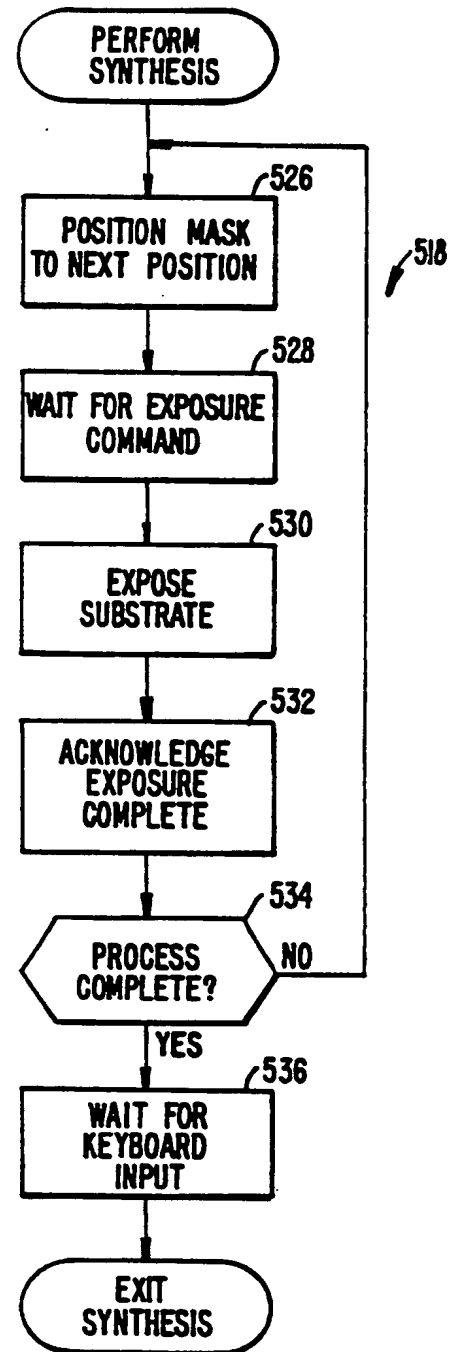 PERFORM
SYNTHESIS
526
POSITION MASK
TO NEXT POSITION
518
528
WAIT FOR EXPOSURE
COMMAND
530
EXPOSE
SUBSTRATE
532
ACKNOWLEDGE
EXPOSURE
COMPLETE
534
PROCESS
COMPLETE?
NO
YES
536
WAIT FOR
KEYBOARD
INPUT
EXIT
SYNTHESIS